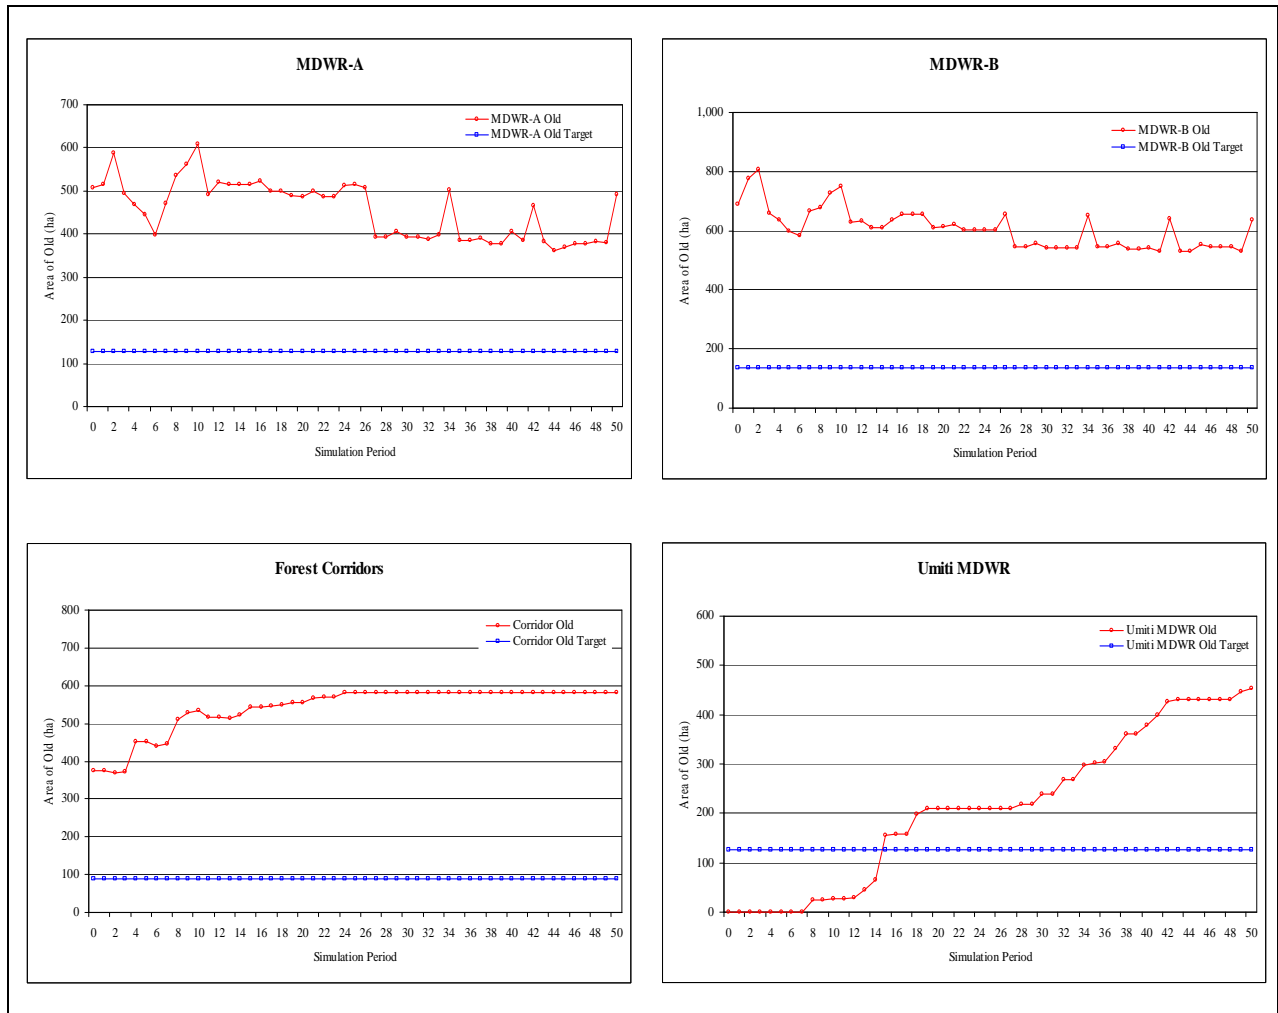 MDWR-A
Area of Old (ha)
700
600
500
400
300
200
100
0
MDWR-A Old
MDWR-A Old Target
0 2 4 6 8 10 12 14 16 18 20 22 24 26 28 30 32 34 36 38 40 42 44 46 48 50
Simulation Period
MDWR-B
Area of Old (ha)
1,000
800
600
400
200
0
MDWR-B Old
MDWR-B Old Target
0 2 4 6 8 10 12 14 16 18 20 22 24 26 28 30 32 34 36 38 40 42 44 46 48 50
Simulation Period
Forest Corridors
Area of Old (ha)
800
700
600
500
400
300
200
100
0
Corridor Old
Corridor Old Target
0 2 4 6 8 10 12 14 16 18 20 22 24 26 28 30 32 34 36 38 40 42 44 46 48 50
Simulation Period
Umiti MDWR
Area of Old (ha)
600
500
400
300
200
100
0
Umiti MDWR Old
Umiti MDWR Old Target
0 2 4 6 8 10 12 14 16 18 20 22 24 26 28 30 32 34 36 38 40 42 44 46 48 50
Simulation Period